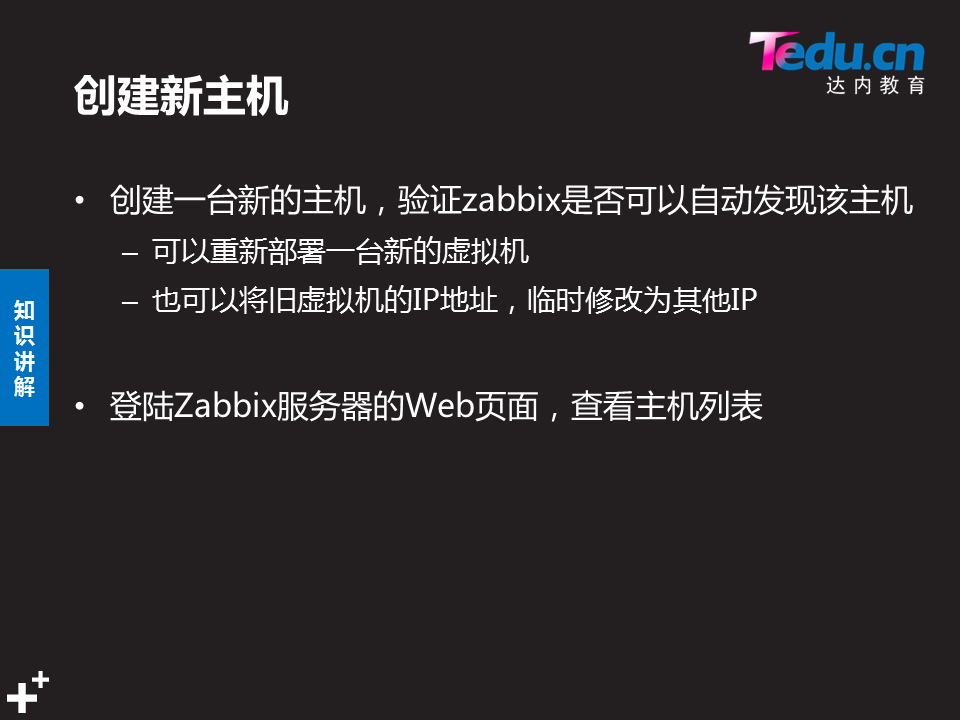 Tedu.cn
达内教育
创建新主机
• 创建一台新的主机，验证zabbix是否可以自动发现该主机
– 可以重新部署一台新的虚拟机
– 也可以将旧虚拟机的IP地址，临时修改为其他IP
知识讲解
• 登陆Zabbix服务器的Web页面，查看主机列表